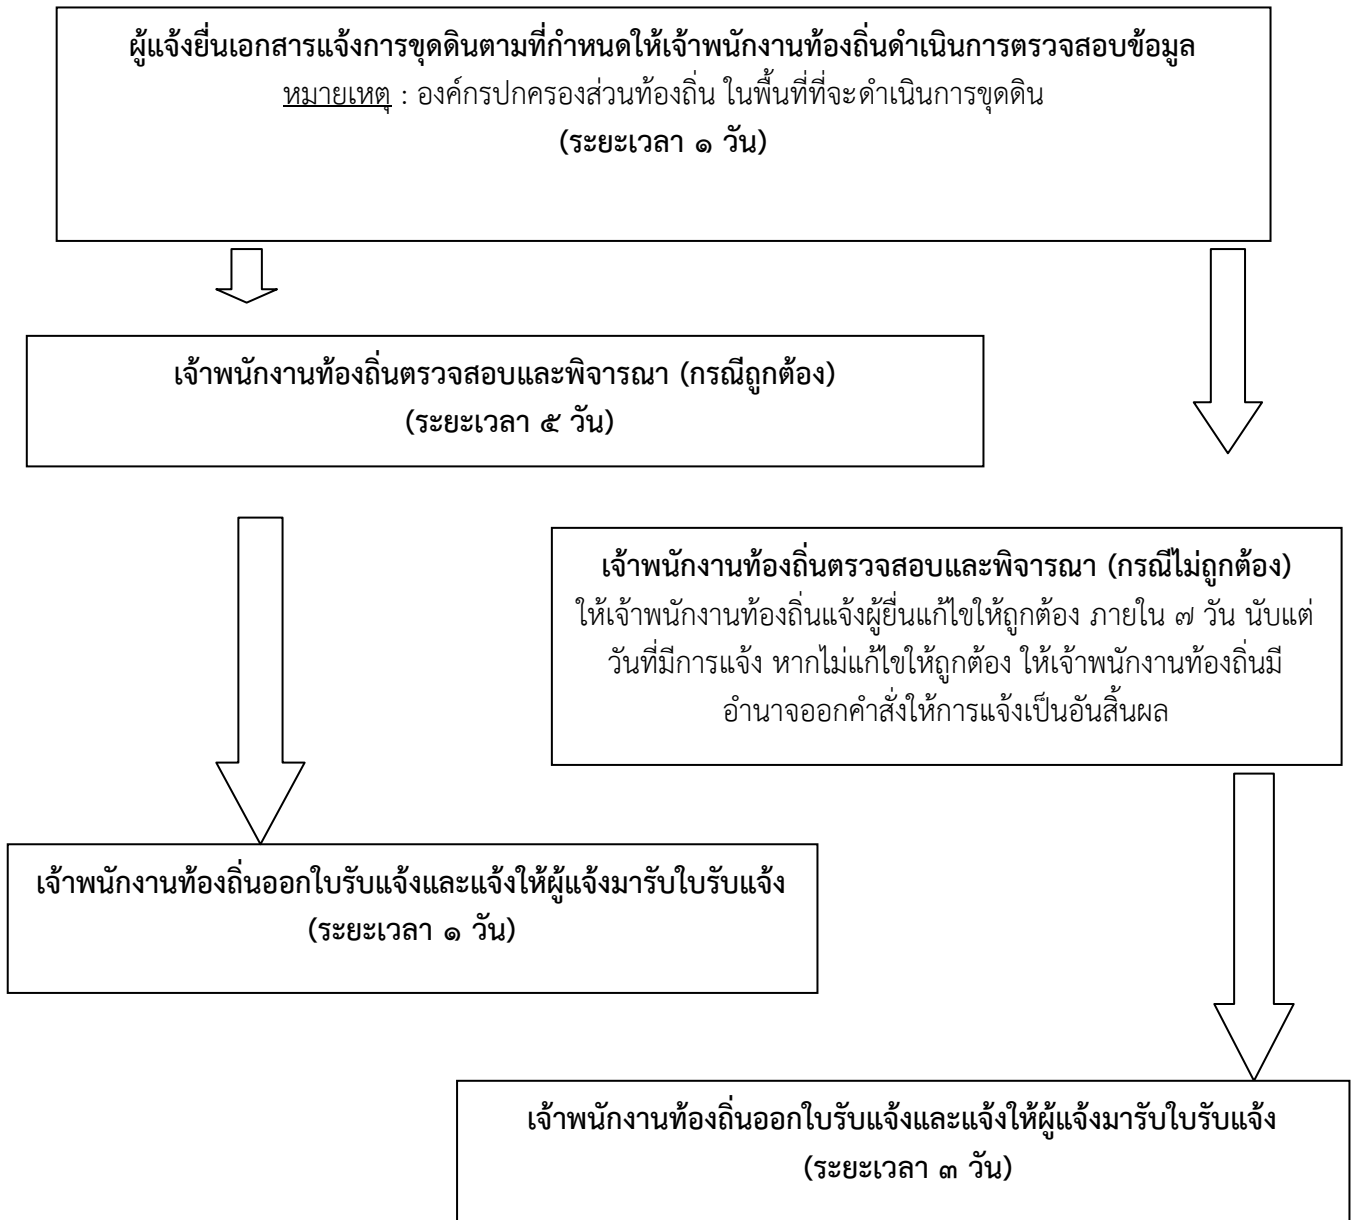 ผู้แจ้งยื่นเอกสารแจ้งการขุดดินตามที่กำหนดให้เจ้าพนักงานท้องถิ่นดำเนินการตรวจสอบข้อมูล
หมายเหตุ : องค์กรปกครองส่วนท้องถิ่น ในพื้นที่ที่จะดำเนินการขุดดิน
(ระยะเวลา ๑ วัน)
เจ้าพนักงานท้องถิ่นตรวจสอบและพิจารณา (กรณีถูกต้อง)
(ระยะเวลา ๕ วัน)
เจ้าพนักงานท้องถิ่นตรวจสอบและพิจารณา (กรณีไม่ถูกต้อง)
ให้เจ้าพนักงานท้องถิ่นแจ้งผู้ยื่นแก้ไขให้ถูกต้อง ภายใน ๗ วัน นับแต่
วันที่มีการแจ้ง หากไม่แก้ไขให้ถูกต้อง ให้เจ้าพนักงานท้องถิ่นมี
อำนาจออกคำสั่งให้การแจ้งเป็นอันสิ้นผล
เจ้าพนักงานท้องถิ่นออกใบรับแจ้งและแจ้งให้ผู้แจ้งมารับใบรับแจ้ง
(ระยะเวลา ๑ วัน)
เจ้าพนักงานท้องถิ่นออกใบรับแจ้งและแจ้งให้ผู้แจ้งมารับใบรับแจ้ง
(ระยะเวลา ๓ วัน)